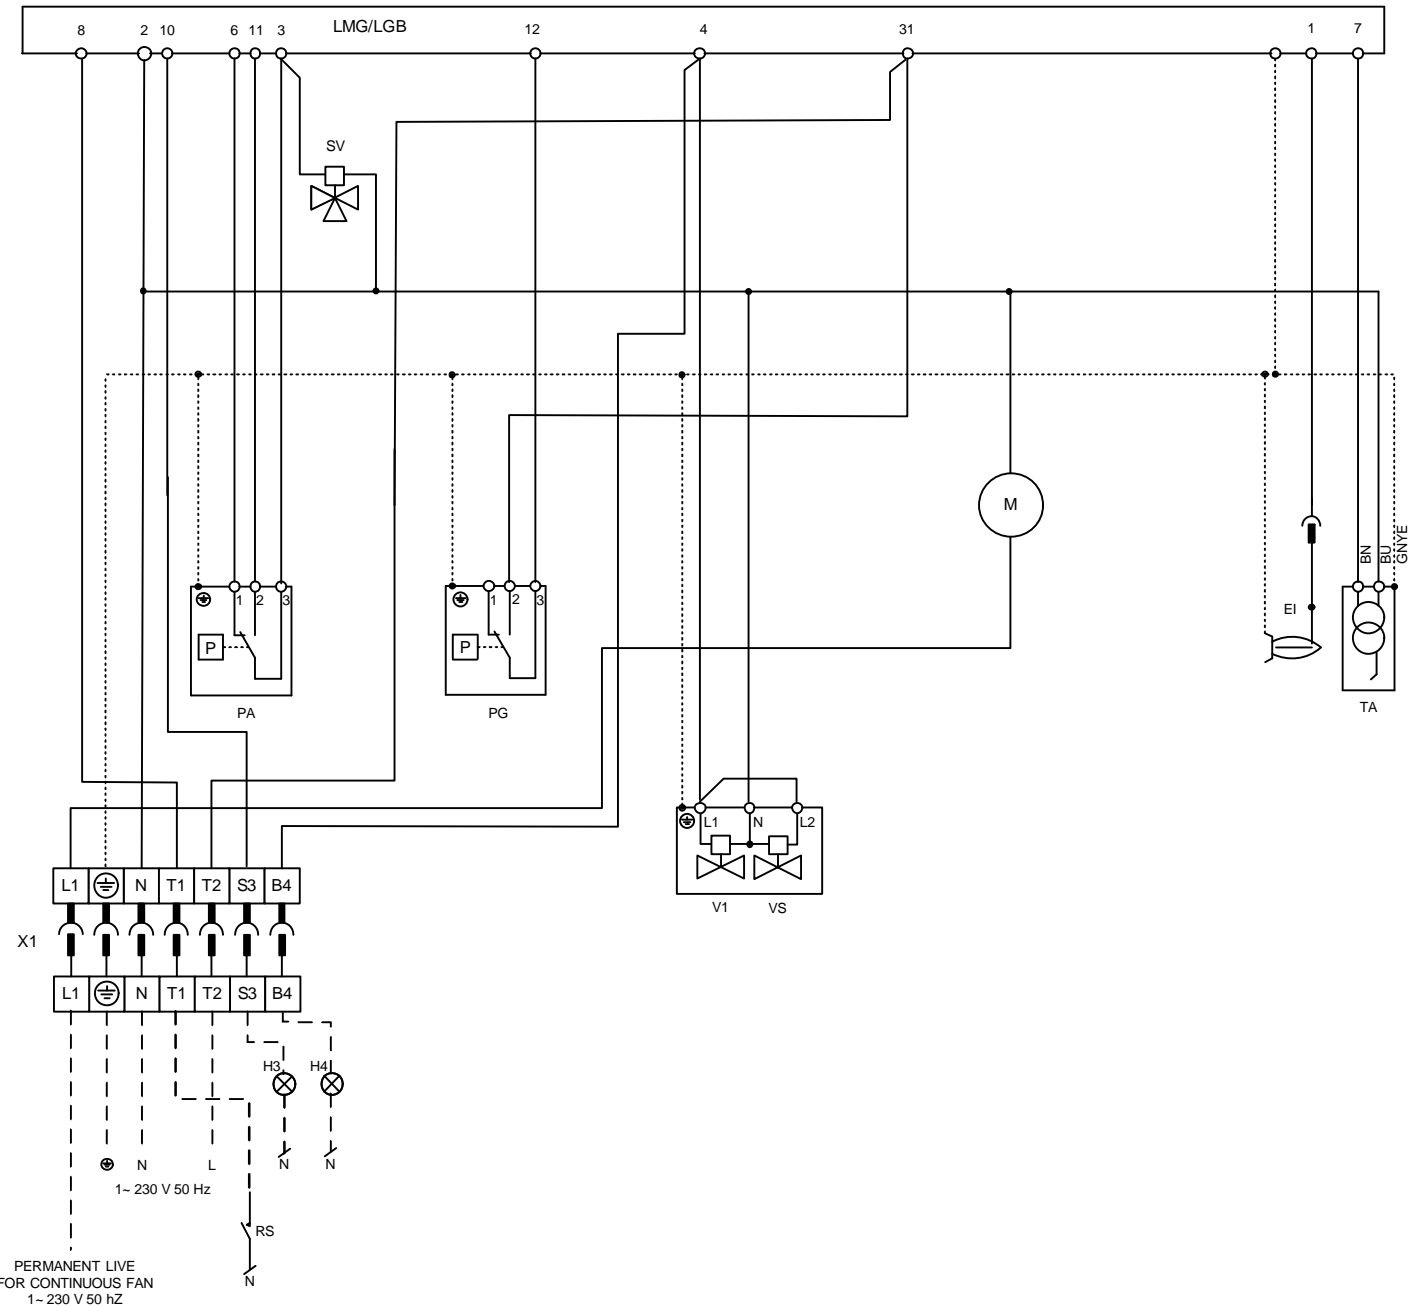 8 2 10 6 11 3 LMG/LGB 12 4 31 1 7
SV
M
BN
BU
GNYE
1 2 3
1 2 3
EI
P
P
PA
PG
TA
L1 N L2
V1 VS
L1 N T1 T2 S3 B4
X1
L1 N T1 T2 S3 B4
H3 H4
N L N N
1~ 230 V 50 Hz
RS
PERMANENT LIVE
FOR CONTINUOUS FAN
1~ 230 V 50 hZ
N